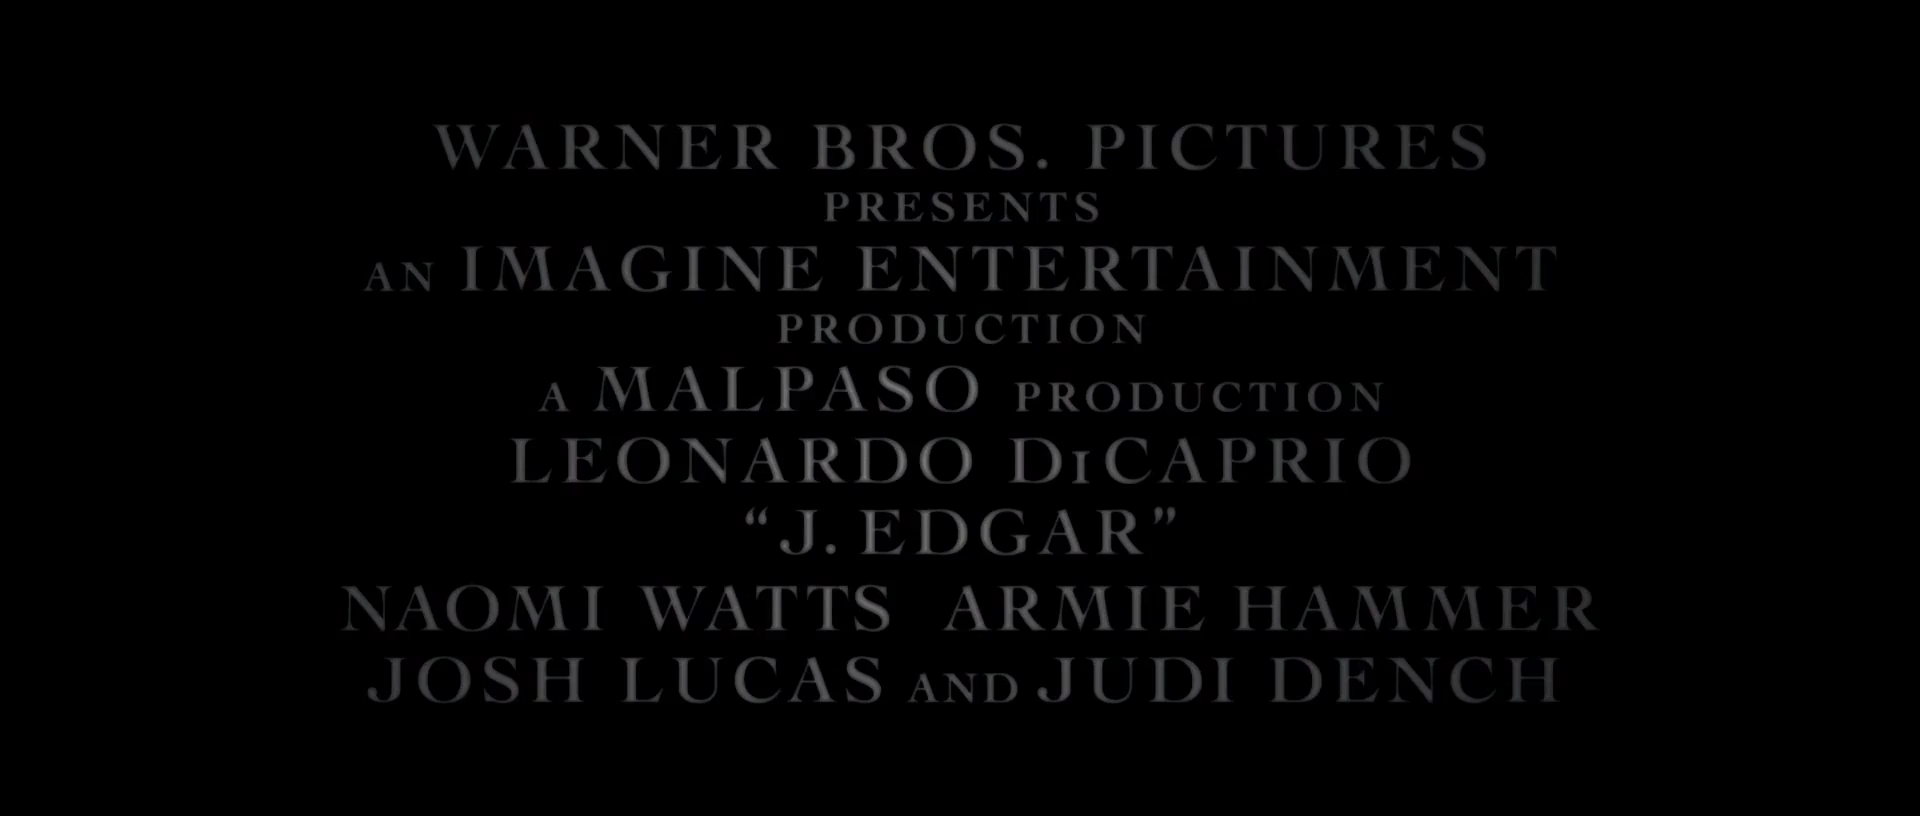 WARNER BROS. PICTURES
PRESENTS
AN IMAGINE ENTERTAINMENT
PRODUCTION
A MALPASO PRODUCTION
LEONARDO DiCAPRIO
“J. EDGAR”
NAOMI WATTS ARMIE HAMMER
JOSH LUCAS AND JUDI DENCH